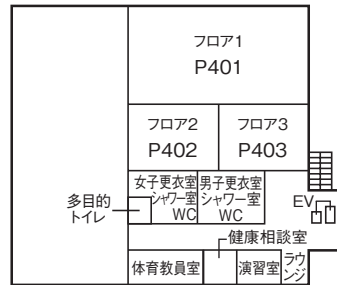 フロア1
P401
フロア2
P402
フロア3
P403
女子更衣室
シャワー室
WC
男子更衣室
シャワー室
WC
多目的
トイレ
EV
健康相談室
体育教員室
演習室
ラウ
ンジ